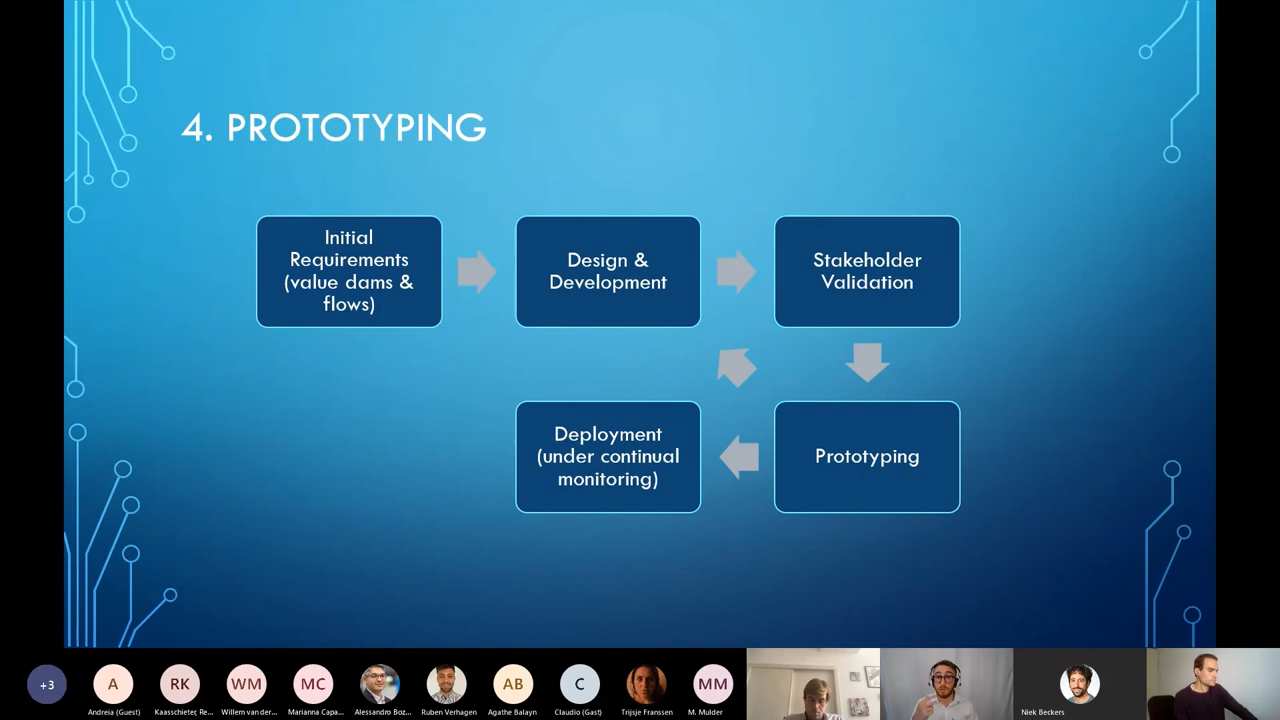 4. PROTOTYPING
Initial
Requirements
(value dams &
flows)
Design &
Development
Stakeholder
Validation
Deployment
(under continual
monitoring)
Prototyping
+3
A
RK
WM
MC
AB
C
MM
Andreia (Guest)
Kaasschieter, Re...
Willem van der...
Marianna Capa...
Alessandro Boz...
Ruben Verhagen
Agathe Balayn
Claudio (Gast)
Trijsje Franssen
M. Mulder
Niek Beckers